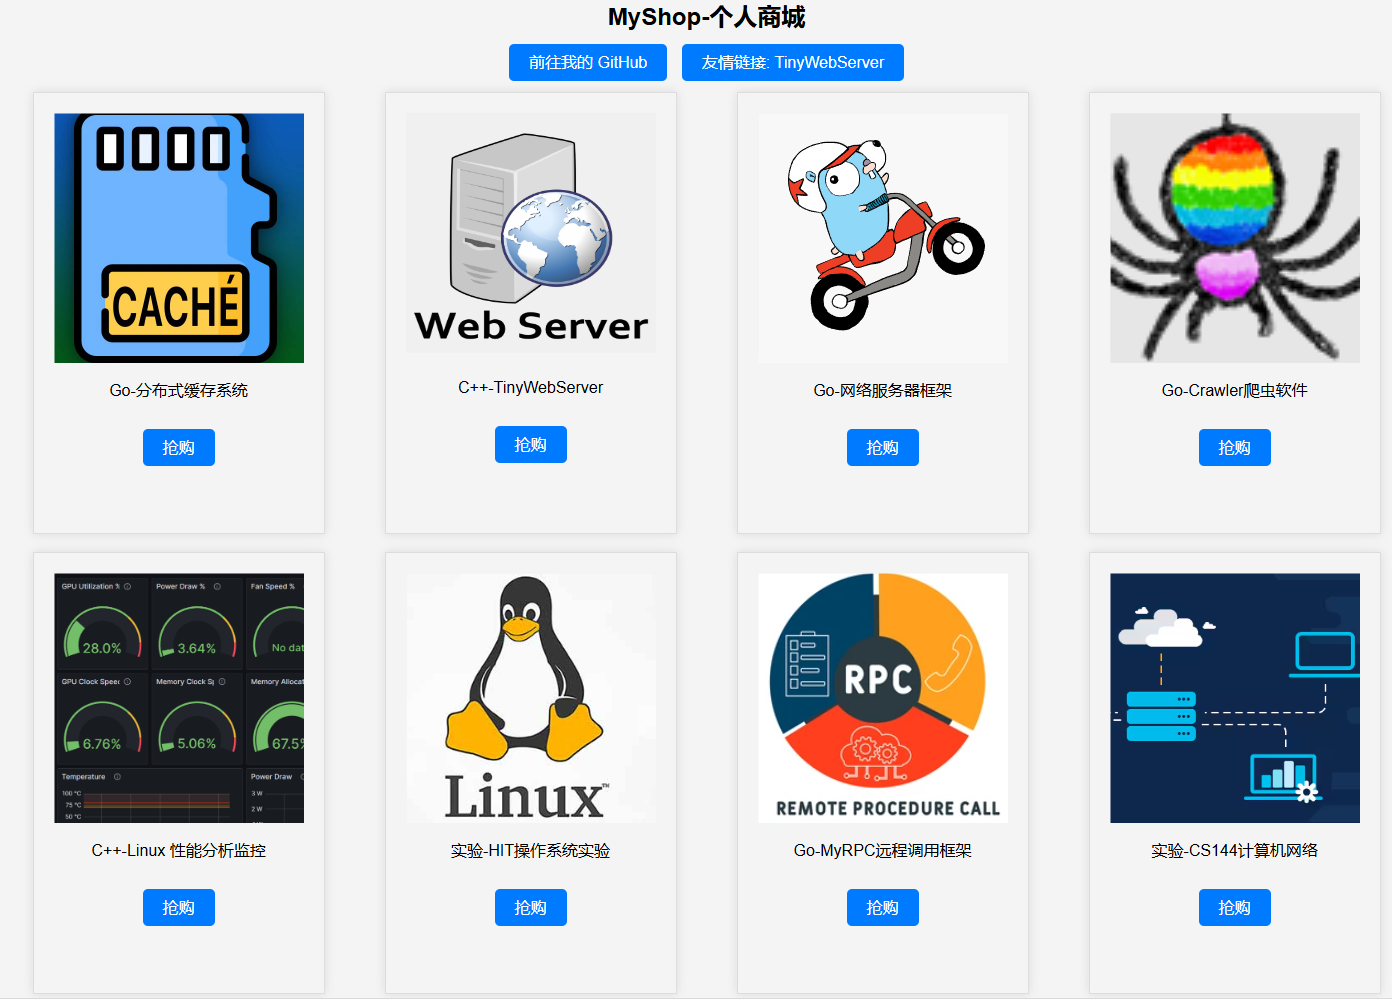 MyShop-个人商城
前往我的 GitHub
友情链接: TinyWebServer
CACHÉ
Web Server
Go-分布式缓存系统
C++-TinyWebServer
Go-网络服务器框架
Go-Crawler爬虫软件
抢购
抢购
抢购
抢购
GPU Utilization %
Power Draw %
Fan Speed %
28.0%
3.64%
No dat
GPU Clock Speed
Memory Clock Sp
Memory Allocat
6.76%
5.06%
67.5%
Temperature
Power Draw
100 °C
75 °C
50 °C
3 W
2 W
Linux™
RPC
REMOTE PROCEDURE CALL
C++-Linux 性能分析监控
实验-HIT操作系统实验
Go-MyRPC远程调用框架
实验-CS144计算机网络
抢购
抢购
抢购
抢购